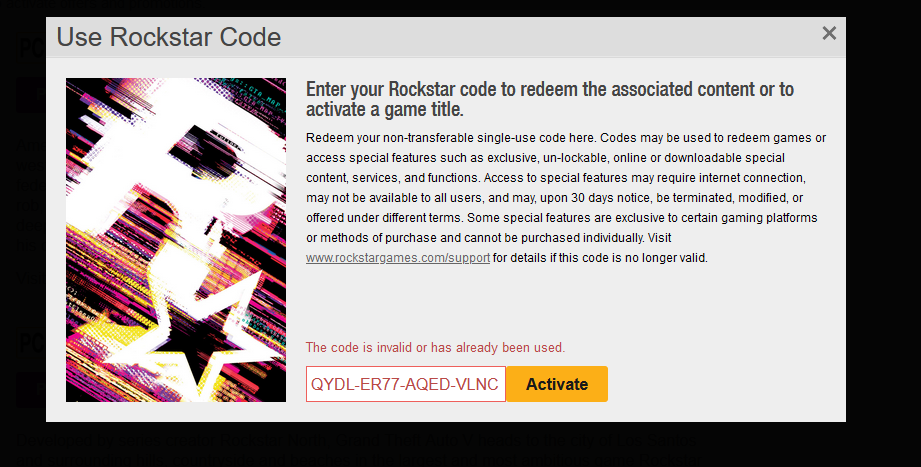 Use Rockstar Code
Enter your Rockstar code to redeem the associated content or to
activate a game title.
Redeem your non-transferable single-use code here. Codes may be used to redeem games or
access special features such as exclusive, un-lockable, online or downloadable special
content, services, and functions. Access to special features may require internet connection,
may not be available to all users, and may, upon 30 days notice, be terminated, modified, or
offered under different terms. Some special features are exclusive to certain gaming platforms
or methods of purchase and cannot be purchased individually. Visit
www.rockstargames.com/support for details if this code is no longer valid.
The code is invalid or has already been used.
QYDL-ER77-AQED-VLNC
Activate